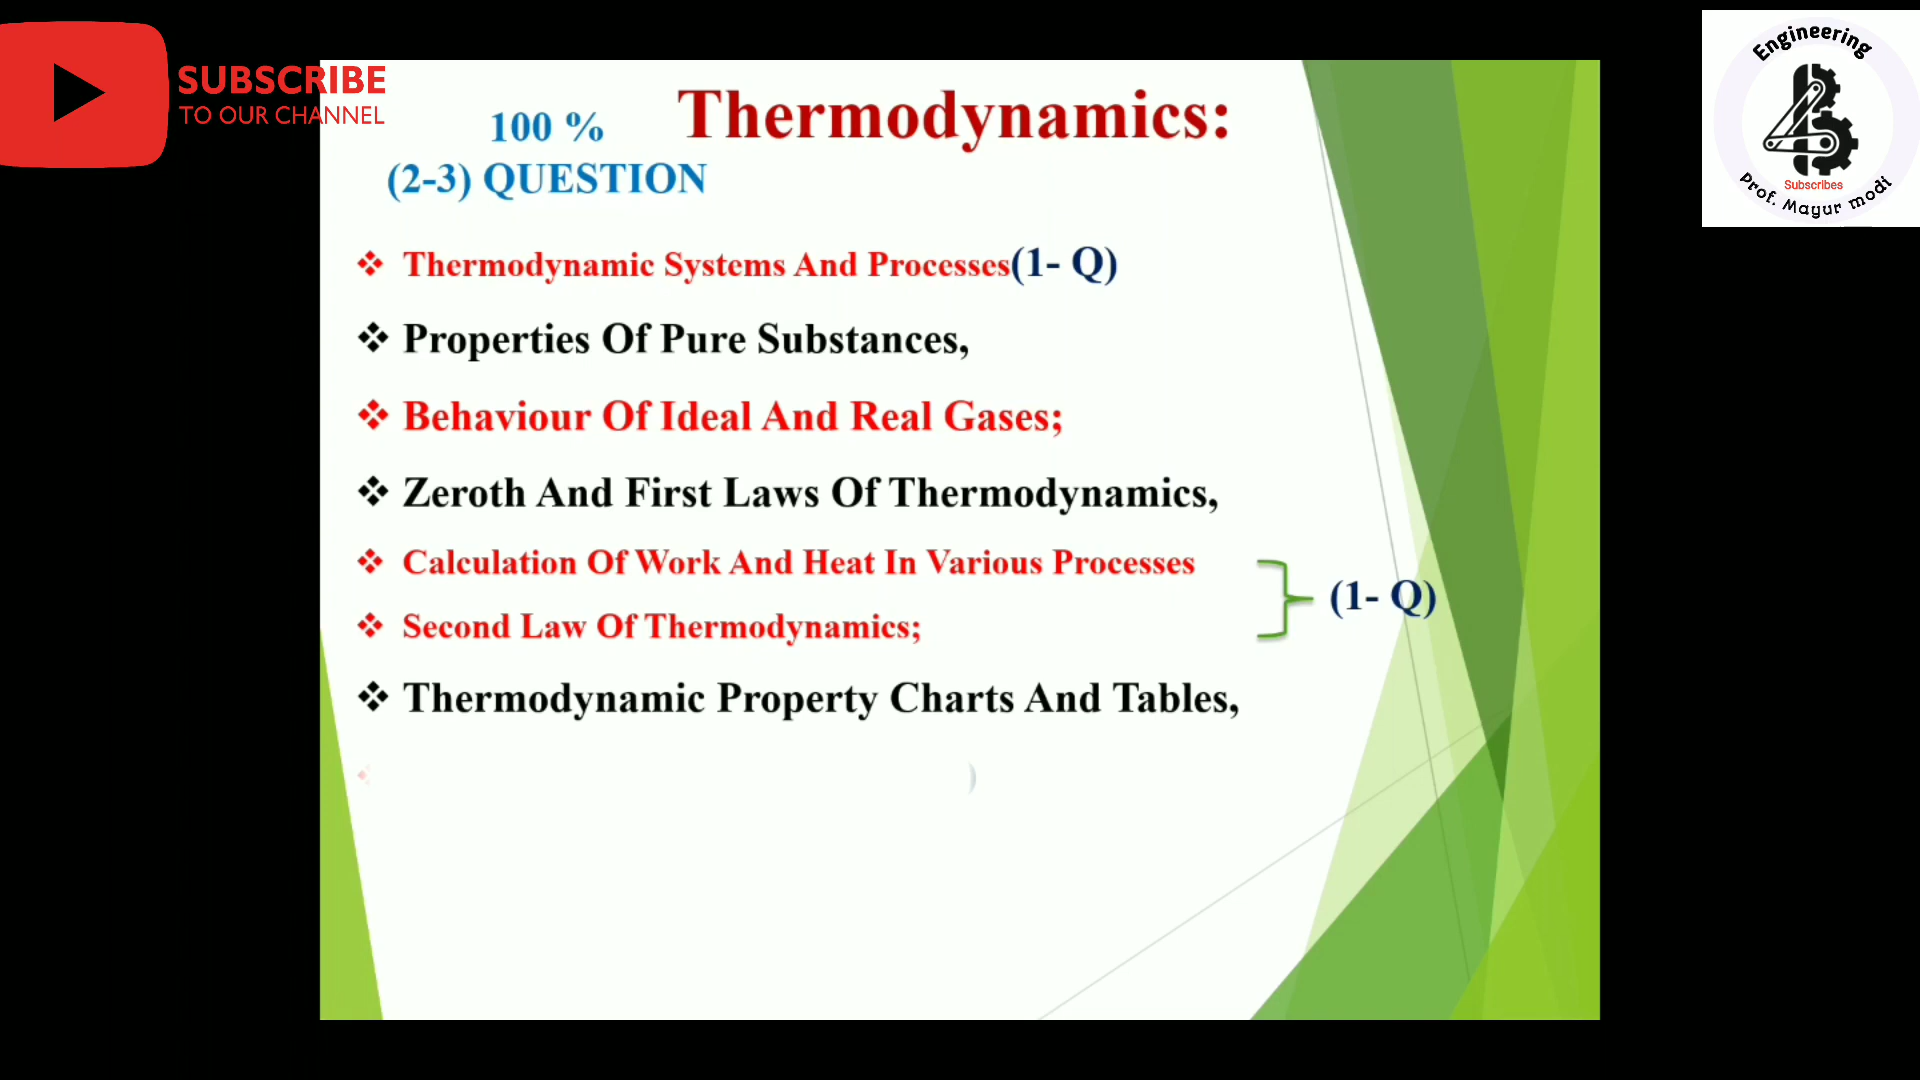 SUBSCRIBE
TO OUR CHANNEL
100 %
(2-3) QUESTION
Thermodynamics:
Engineering
Subscribes
Prof. Mayur modi
Thermodynamic Systems And Processes(1- Q)
Properties Of Pure Substances,
Behaviour Of Ideal And Real Gases;
Zeroth And First Laws Of Thermodynamics,
Calculation Of Work And Heat In Various Processes
Second Law Of Thermodynamics;
(1- Q)
Thermodynamic Property Charts And Tables,
)